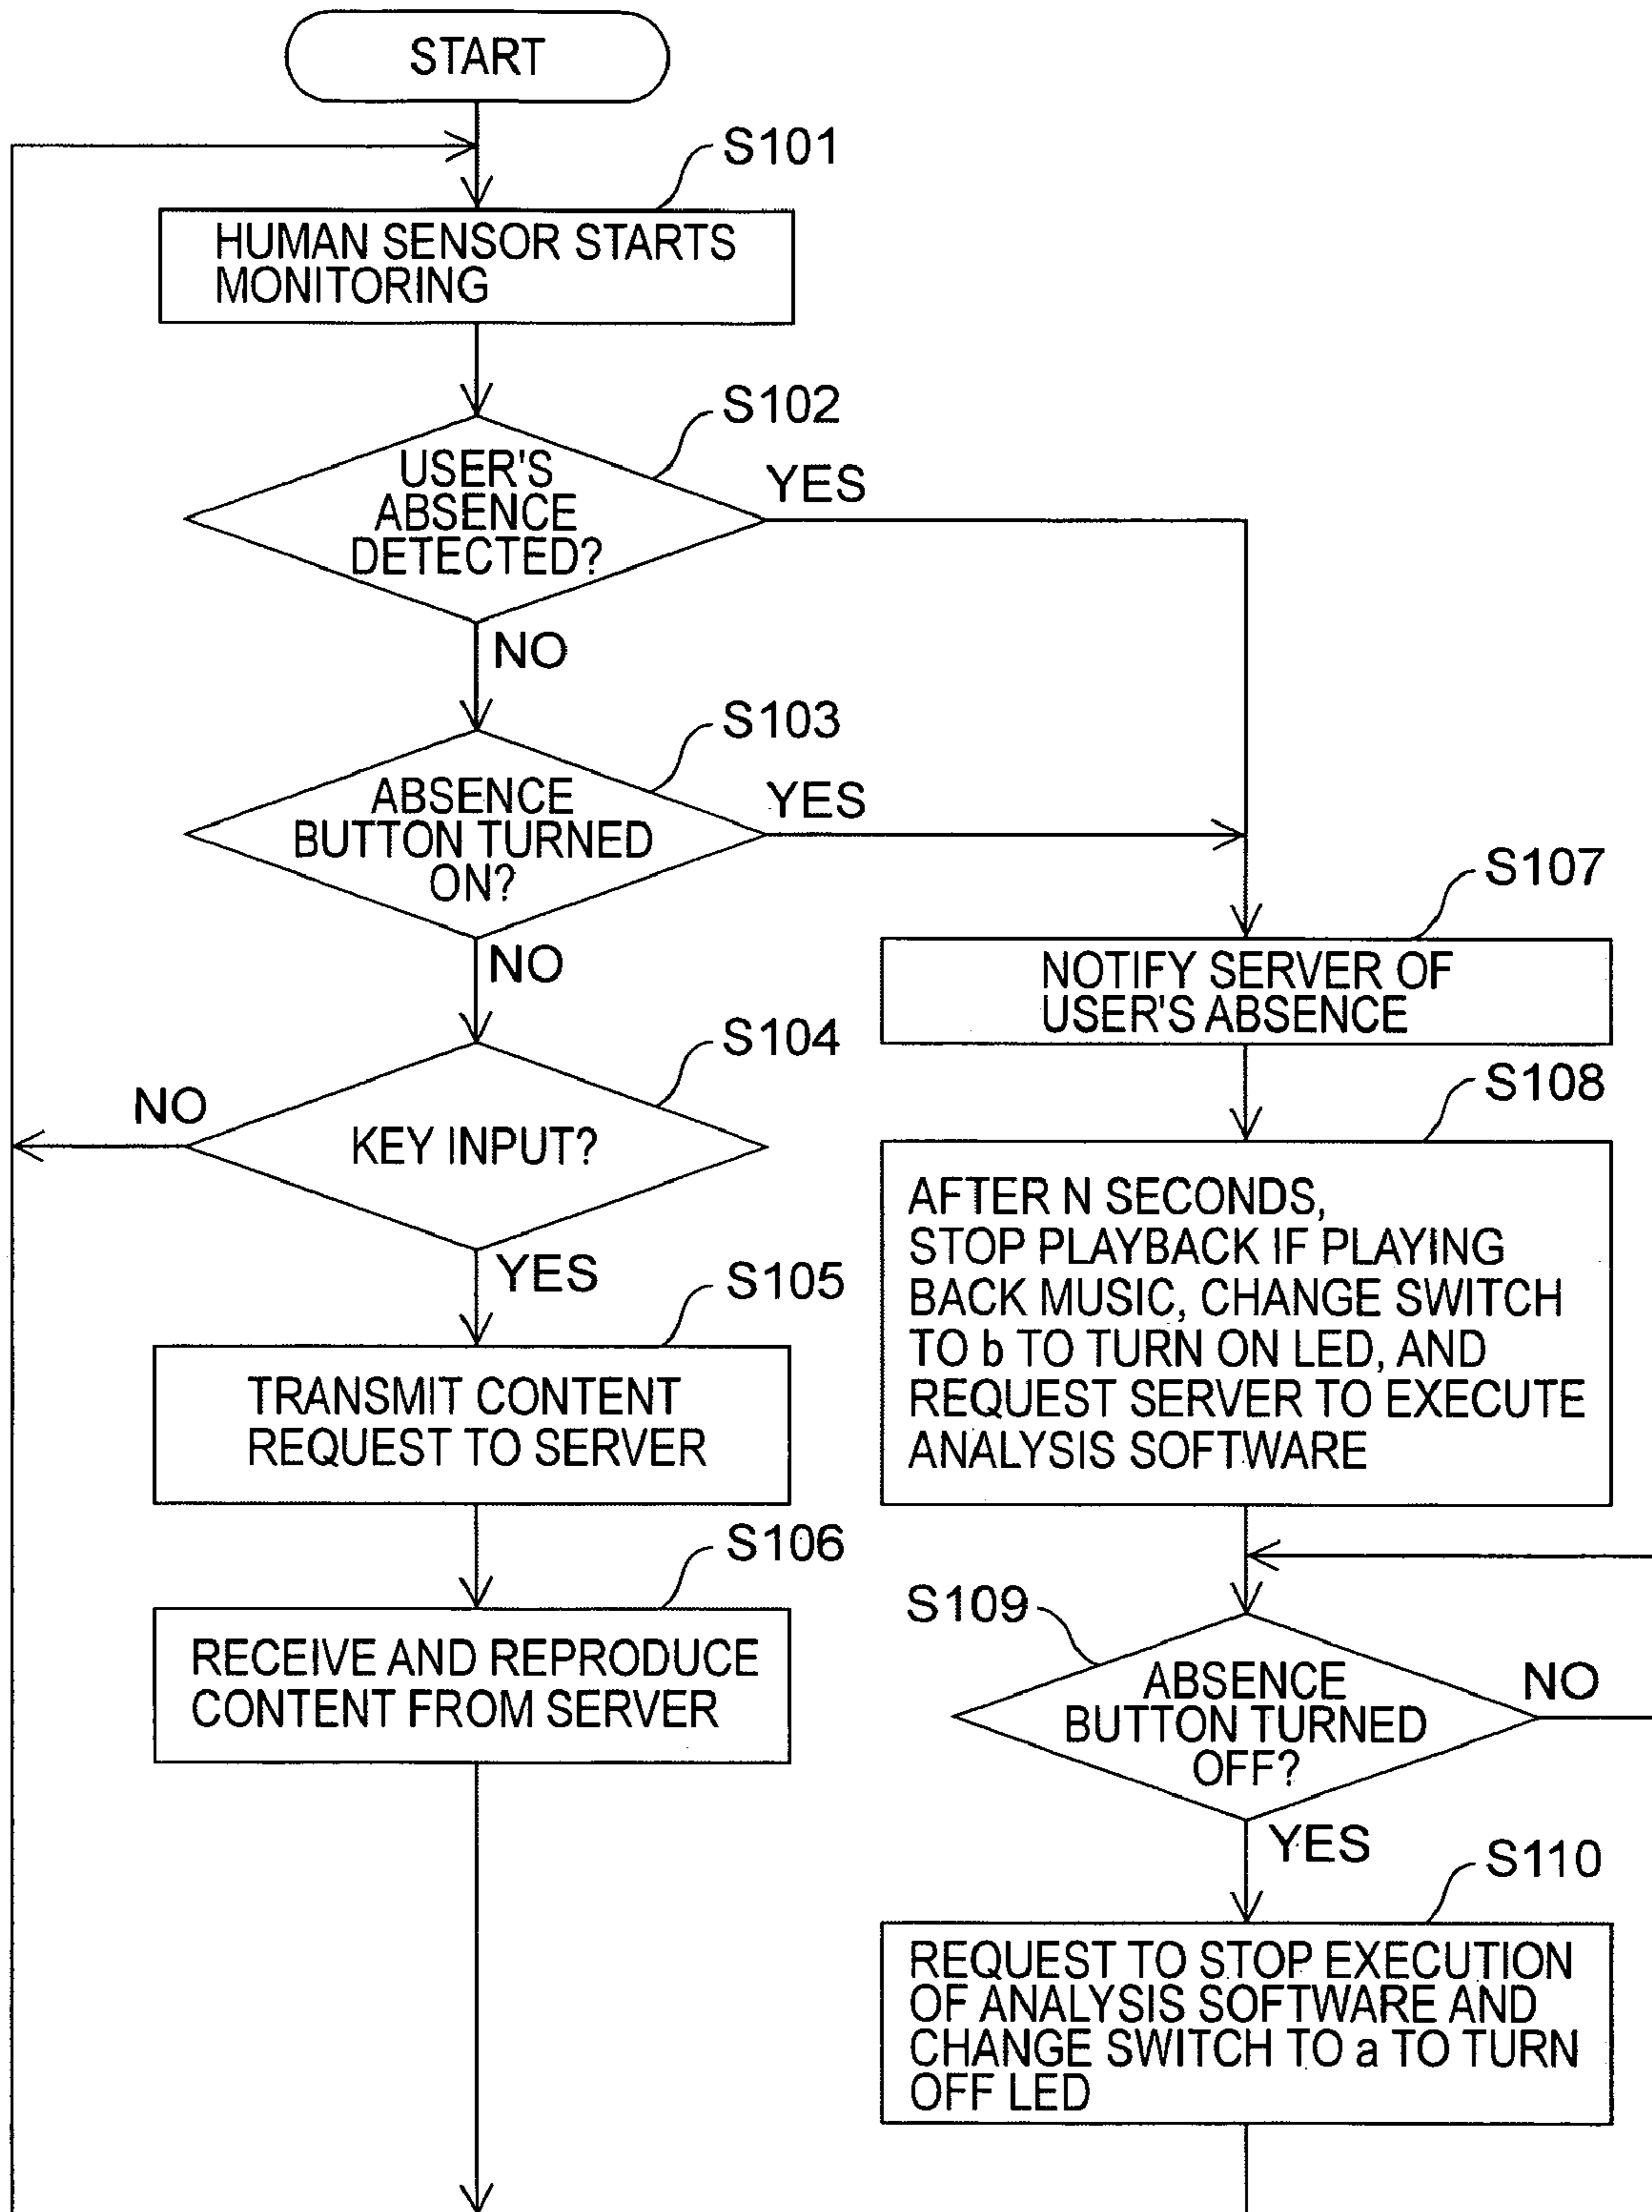 START
S101
HUMAN SENSOR STARTS
MONITORING
S102
USER'S
ABSENCE
DETECTED?
YES
NO
S103
ABSENCE
BUTTON TURNED
ON?
YES
NO
S104
KEY INPUT?
NO
YES
S105
TRANSMIT CONTENT
REQUEST TO SERVER
S106
RECEIVE AND REPRODUCE
CONTENT FROM SERVER
S107
NOTIFY SERVER OF
USER'S ABSENCE
S108
AFTER N SECONDS,
STOP PLAYBACK IF PLAYING
BACK MUSIC, CHANGE SWITCH
TO b TO TURN ON LED, AND
REQUEST SERVER TO EXECUTE
ANALYSIS SOFTWARE
S109
ABSENCE
BUTTON TURNED
OFF?
NO
YES
S110
REQUEST TO STOP EXECUTION
OF ANALYSIS SOFTWARE AND
CHANGE SWITCH TO a TO TURN
OFF LED